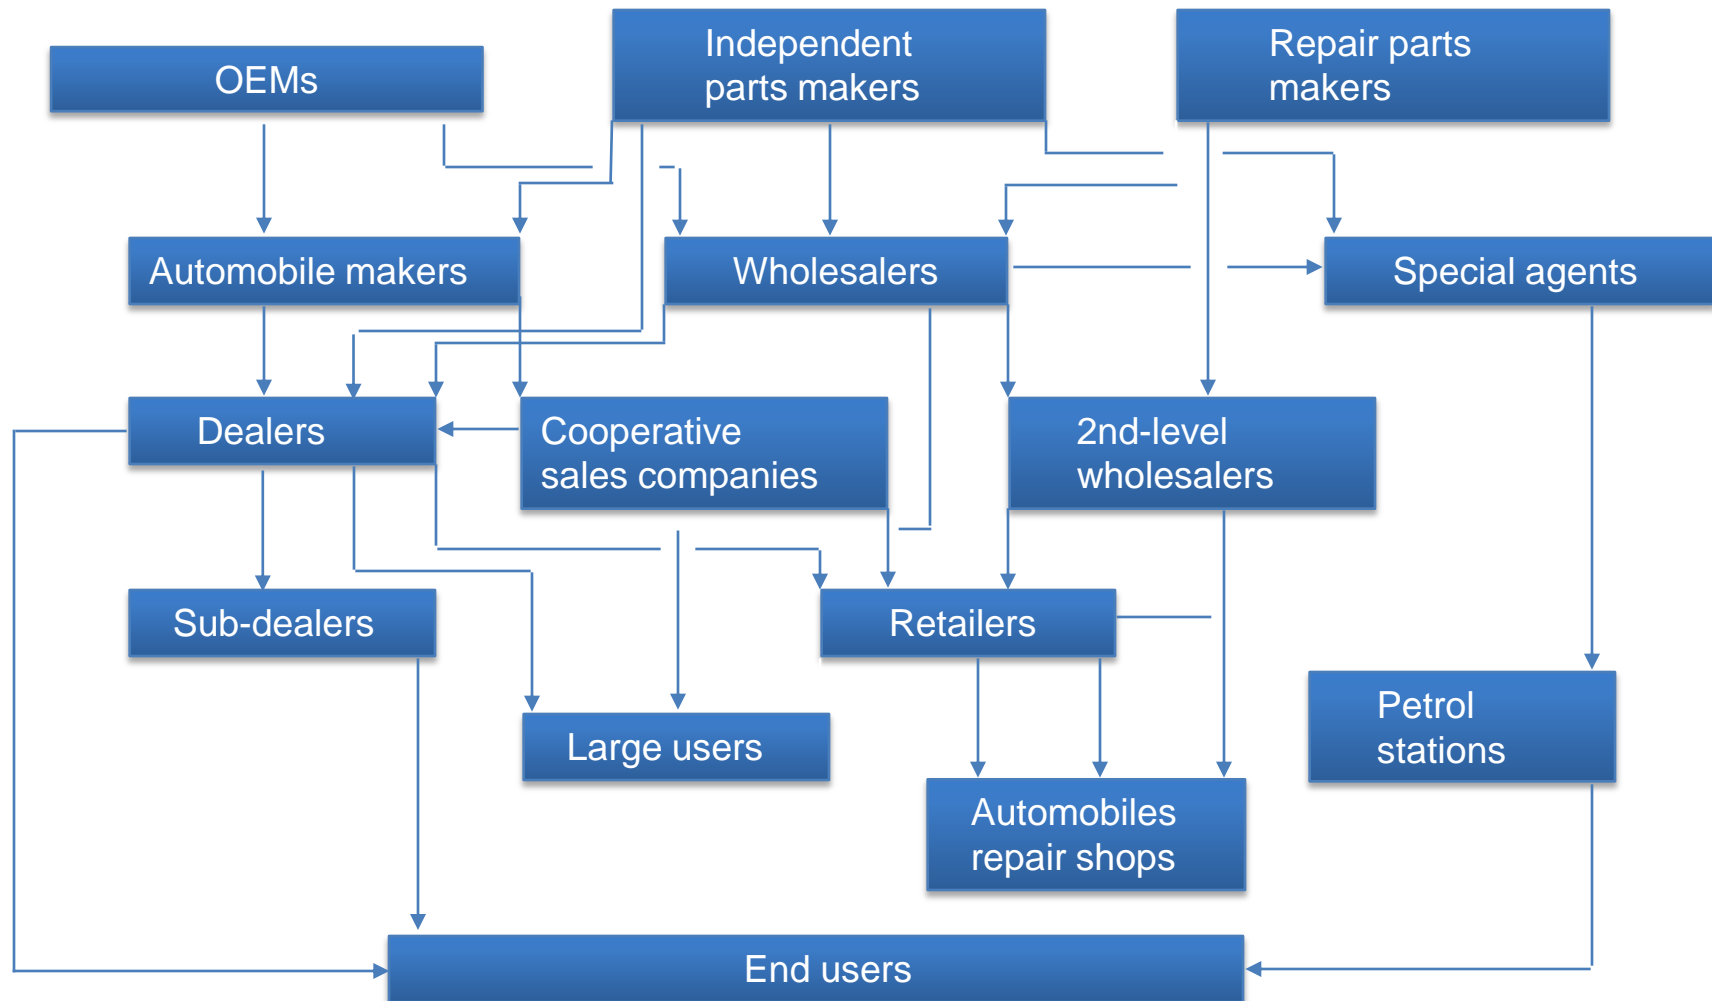 OEMs
Independent
parts makers
Repair parts
makers
Automobile makers
Wholesalers
Special agents
Dealers
Cooperative
sales companies
2nd-level
wholesalers
Sub-dealers
Retailers
Large users
Petrol
stations
Automobiles
repair shops
End users